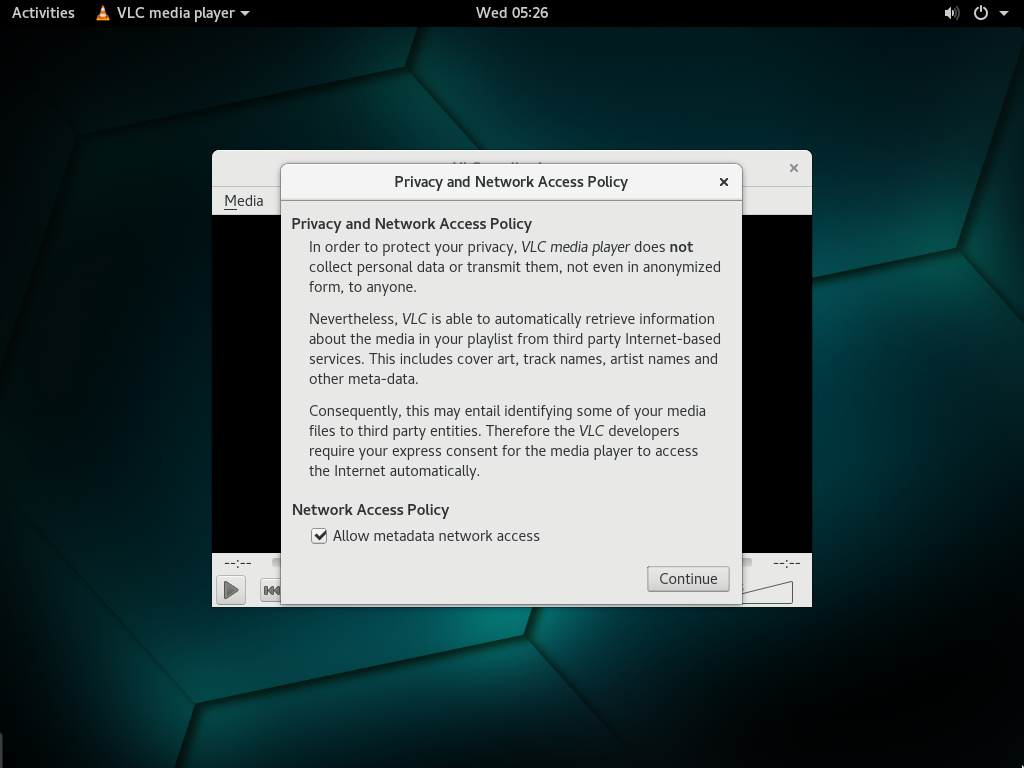 Activities VLC media player Wed 05:26
Privacy and Network Access Policy
Media
Privacy and Network Access Policy
In order to protect your privacy, VLC media player does not
collect personal data or transmit them, not even in anonymized
form, to anyone.
Nevertheless, VLC is able to automatically retrieve information
about the media in your playlist from third party Internet-based
services. This includes cover art, track names, artist names and
other meta-data.
Consequently, this may entail identifying some of your media
files to third party entities. Therefore the VLC developers
require your express consent for the media player to access
the Internet automatically.
Network Access Policy
Allow metadata network access
--:-- --:--
Continue